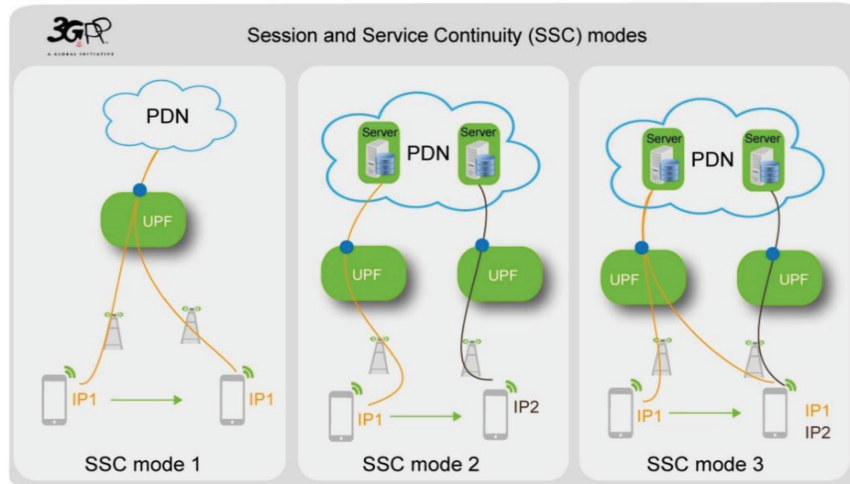 3GPP
A GLOBAL INITIATIVE
Session and Service Continuity (SSC) modes
PDN
UPF
IP1
IP1
SSC mode 1
Server
Server
PDN
UPF
UPF
IP1
IP2
SSC mode 2
Server
Server
PDN
UPF
UPF
IP1
IP1
IP2
SSC mode 3